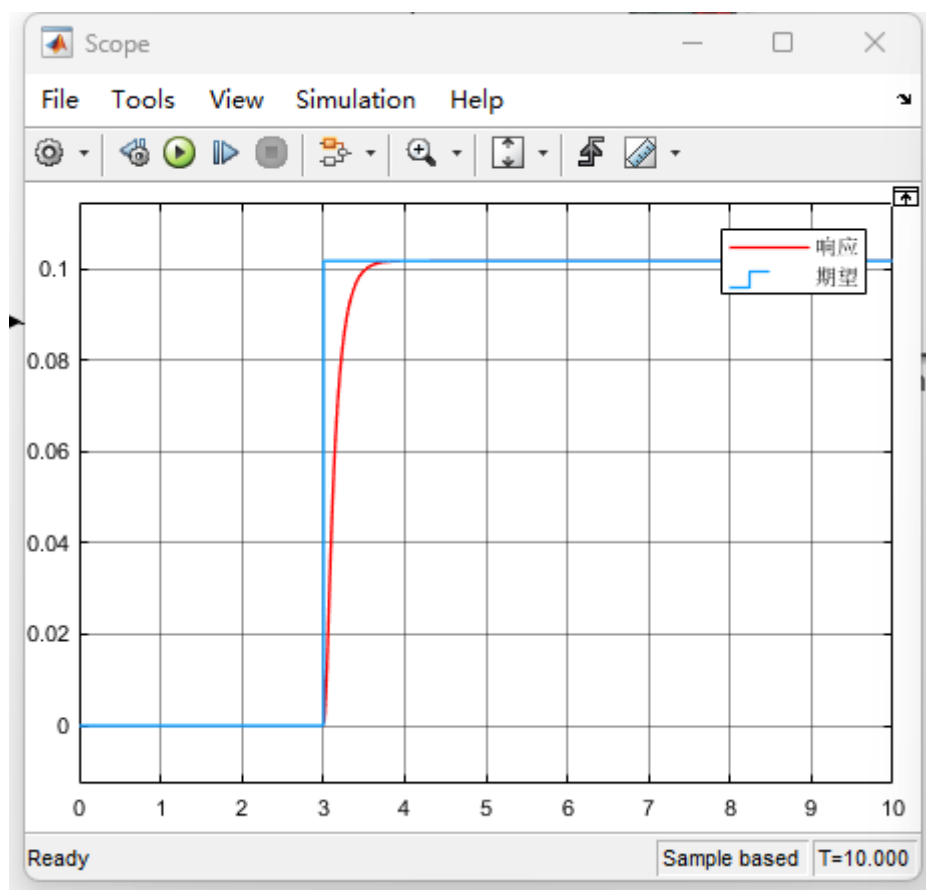 Scope
File Tools View Simulation Help
响应
期望
0.1
0.08
0.06
0.04
0.02
0
0 1 2 3 4 5 6 7 8 9 10
Ready Sample based T=10.000